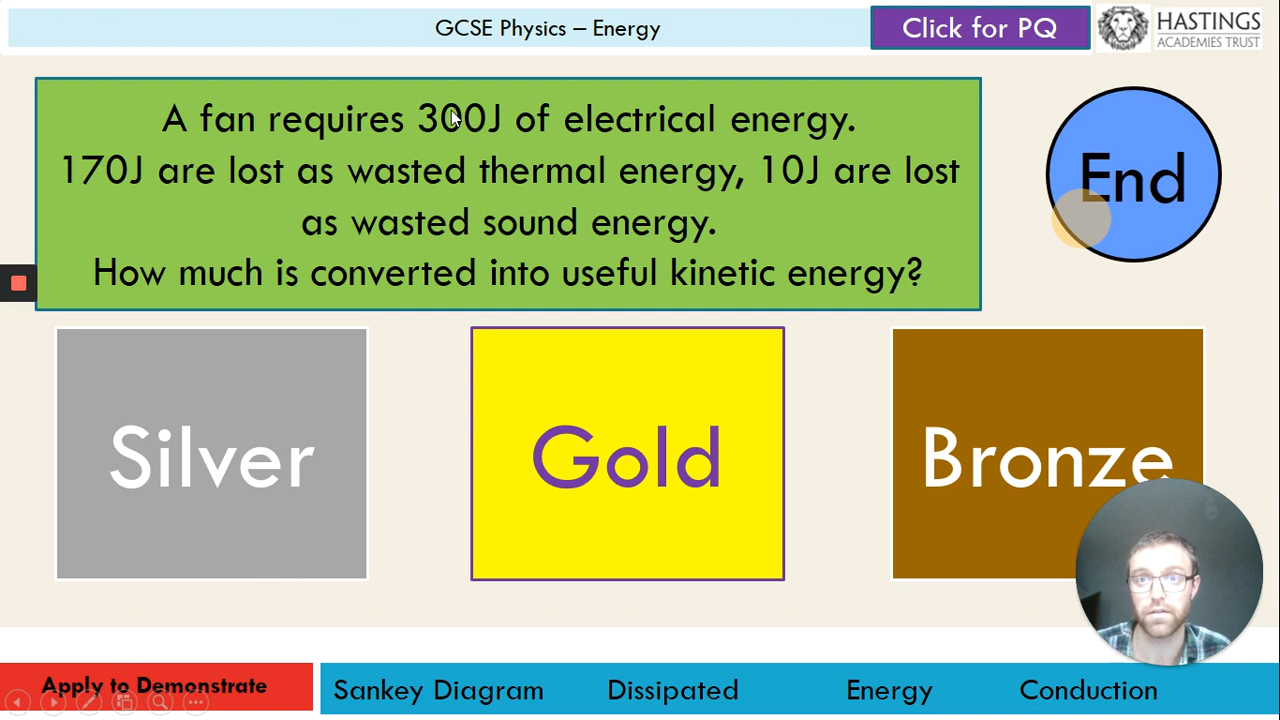 GCSE Physics – Energy
Click for PQ
HASTINGS
ACADEMIES TRUST
A fan requires 300J of electrical energy.
170J are lost as wasted thermal energy, 10J are lost
as wasted sound energy.
How much is converted into useful kinetic energy?
End
Silver
Gold
Bronze
Apply to Demonstrate
Sankey Diagram
Dissipated
Energy
Conduction